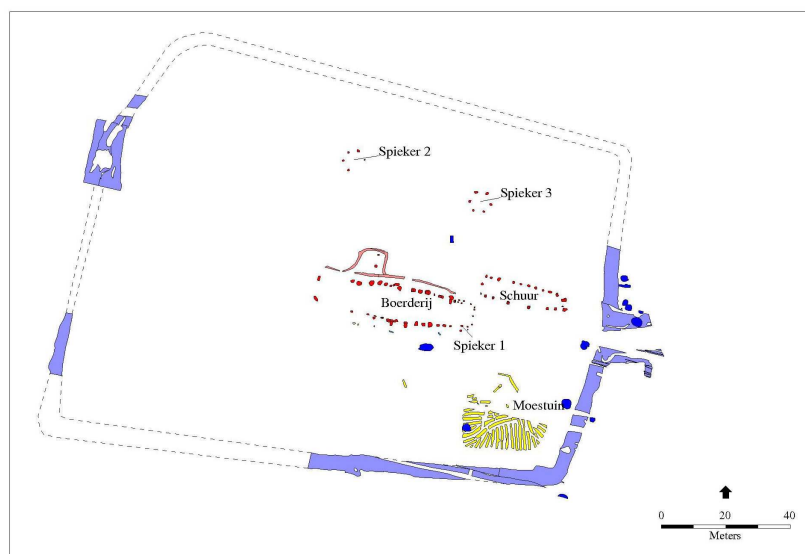 Spieker 2
Spieker 3
Boerderij
Schuur
Spieker 1
Moestuin
0 20 40
Meters